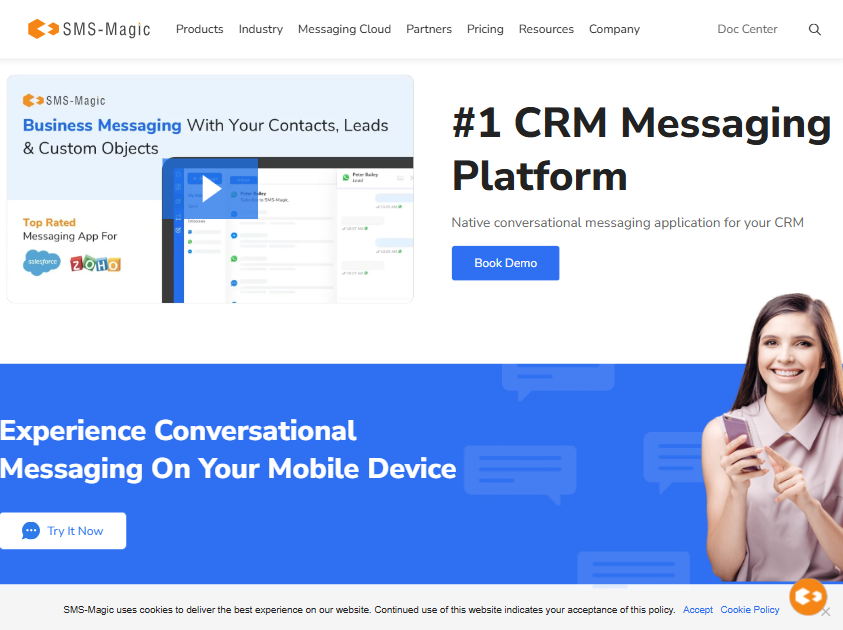 SMS-Magic
Products Industry Messaging Cloud Partners Pricing Resources Company Doc Center
SMS-Magic
Business Messaging With Your Contacts, Leads
& Custom Objects
Top Rated
Messaging App For
salesforce ZOHO
Peter Bailey
Lead
Peter Bailey
#1 CRM Messaging
Platform
Native conversational messaging application for your CRM
Book Demo
Experience Conversational
Messaging On Your Mobile Device
Try It Now
SMS-Magic uses cookies to deliver the best experience on our website. Continued use of this website indicates your acceptance of this policy. Accept Cookie Policy